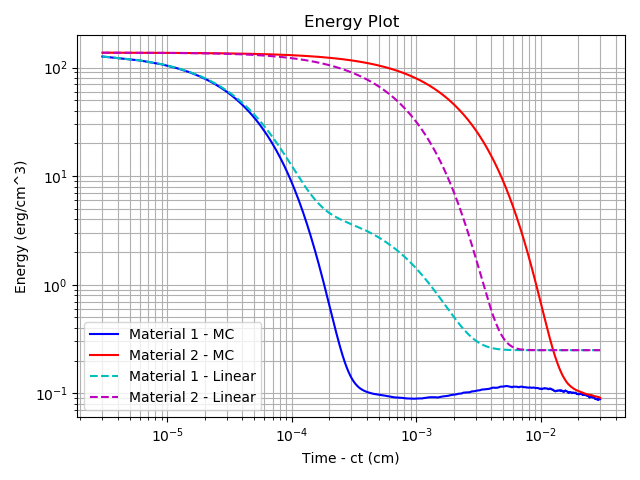 Energy Plot
Energy (erg/cm^3)
10^2
10^1
10^0
10^-1
Material 1 - MC
Material 2 - MC
Material 1 - Linear
Material 2 - Linear
10^-5
10^-4
10^-3
10^-2
Time - ct (cm)